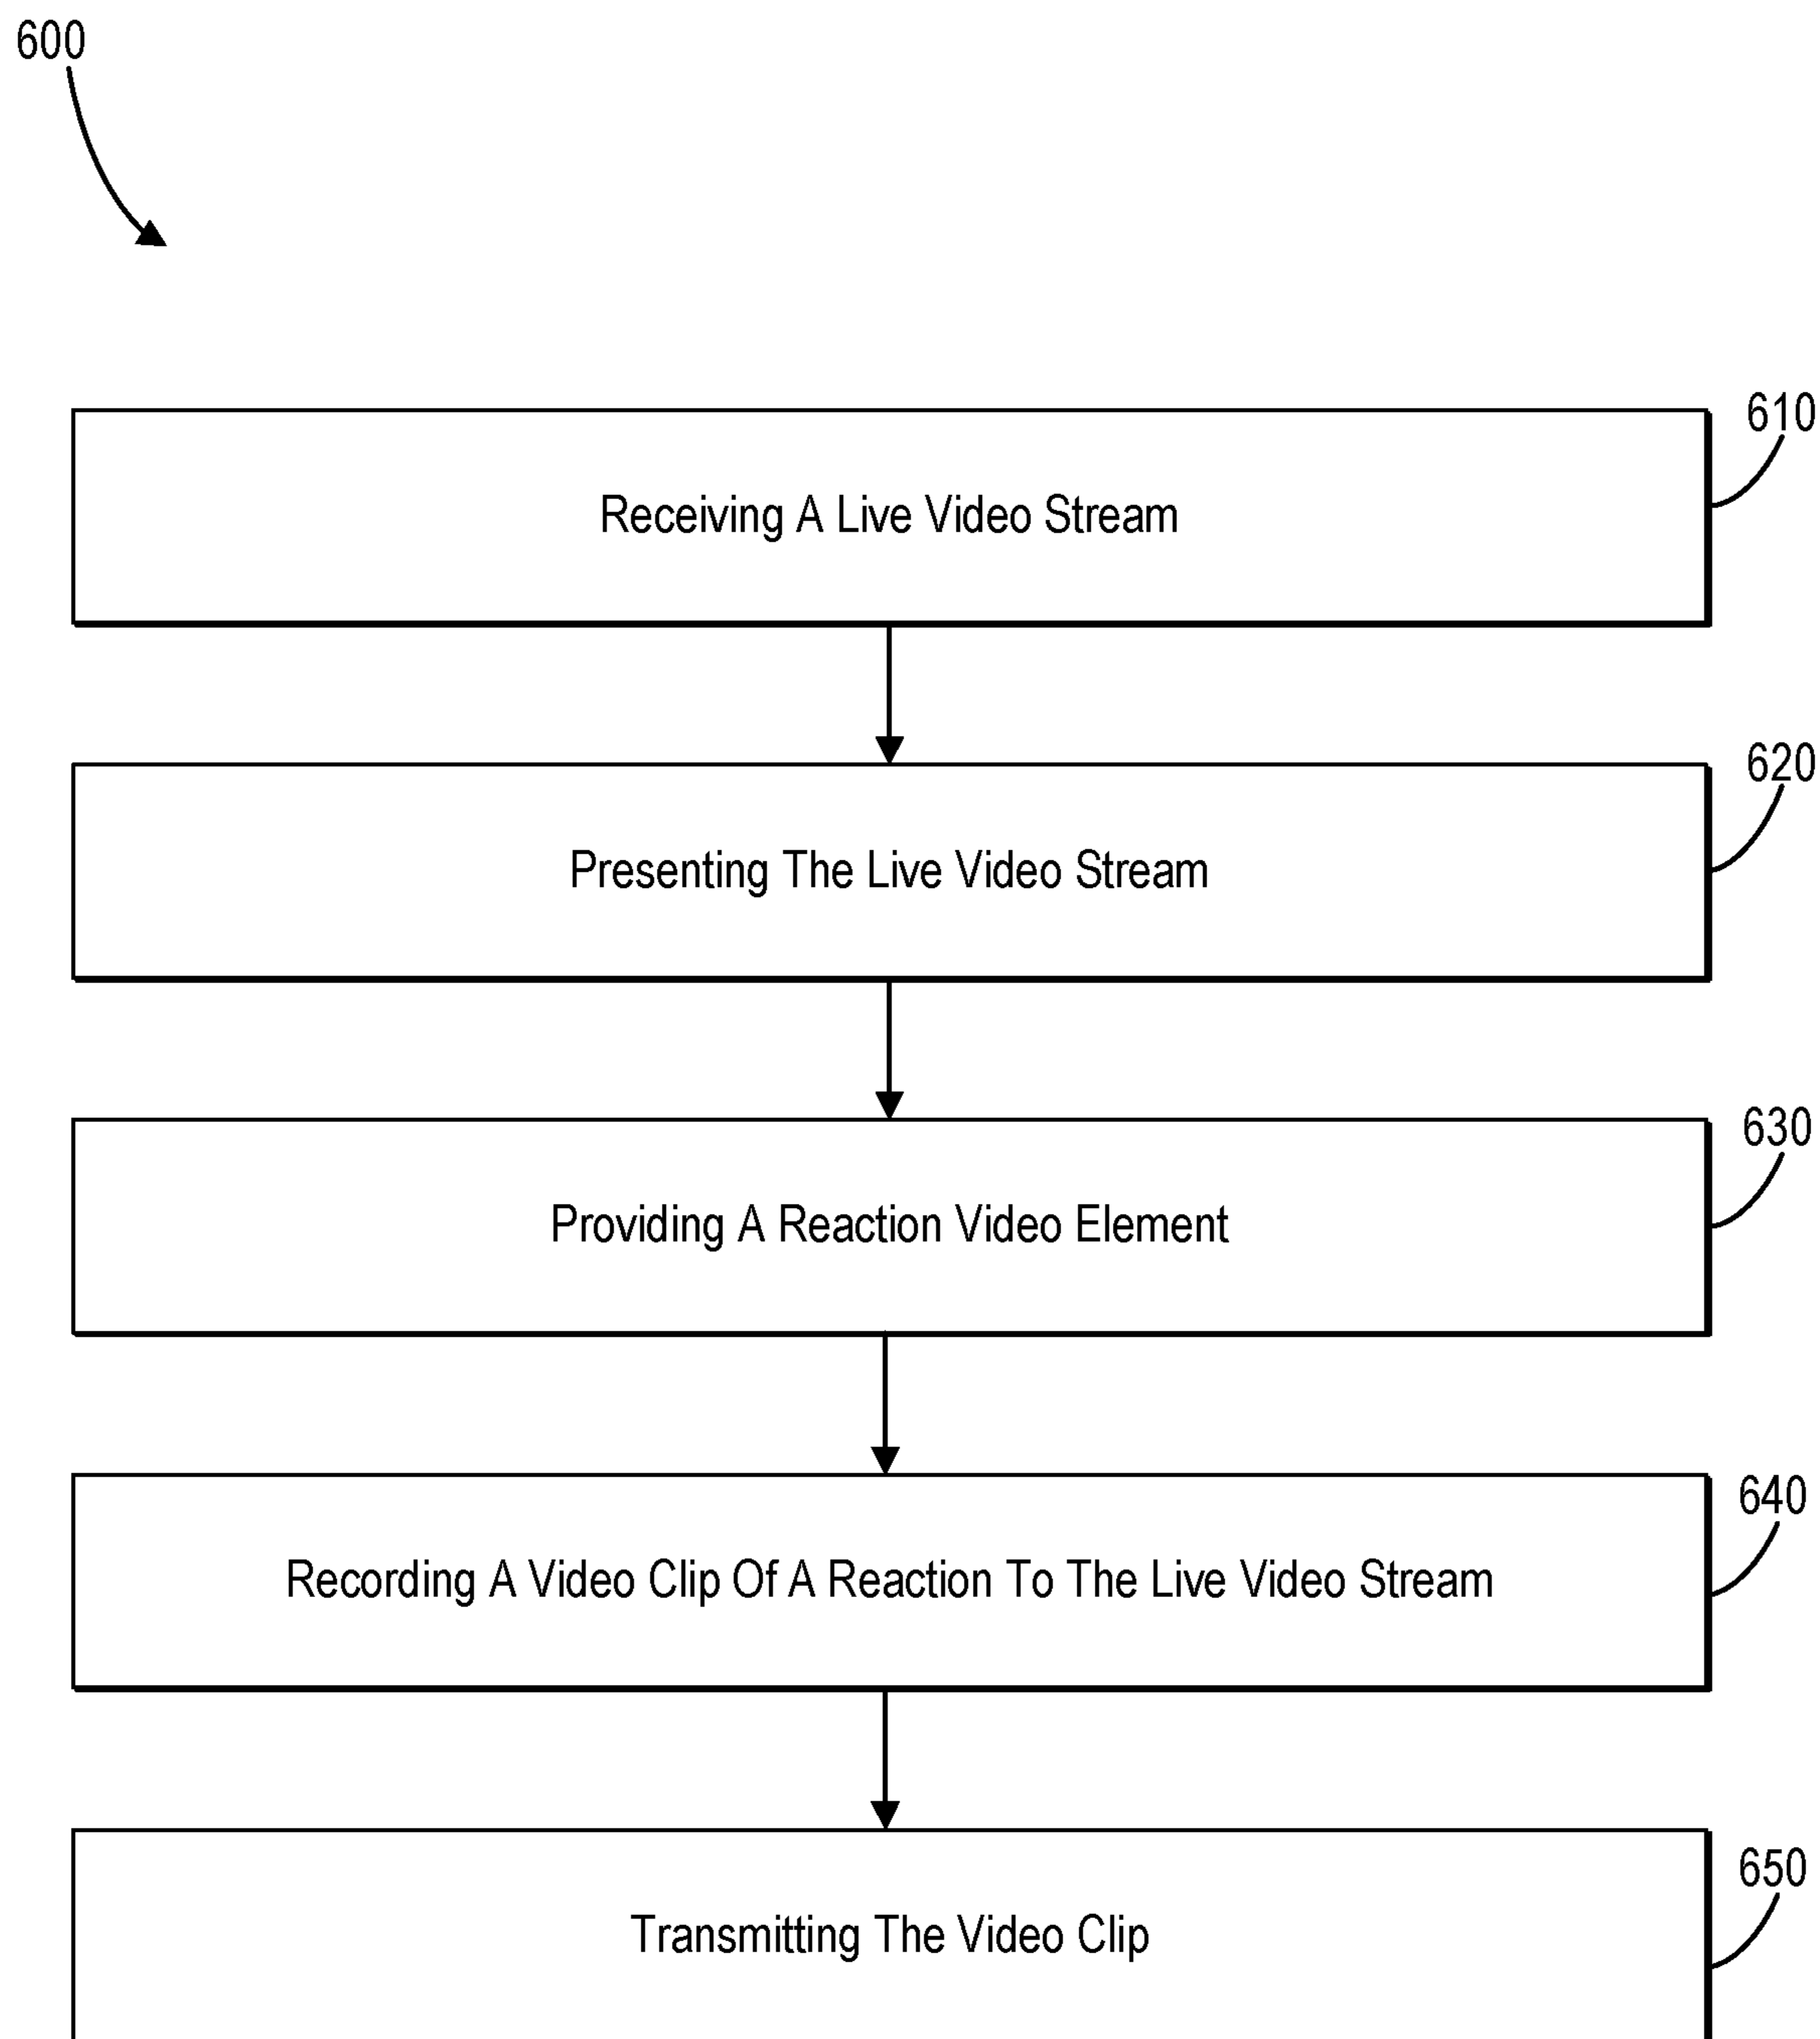 600
610
Receiving A Live Video Stream
620
Presenting The Live Video Stream
630
Providing A Reaction Video Element
640
Recording A Video Clip Of A Reaction To The Live Video Stream
650
Transmitting The Video Clip